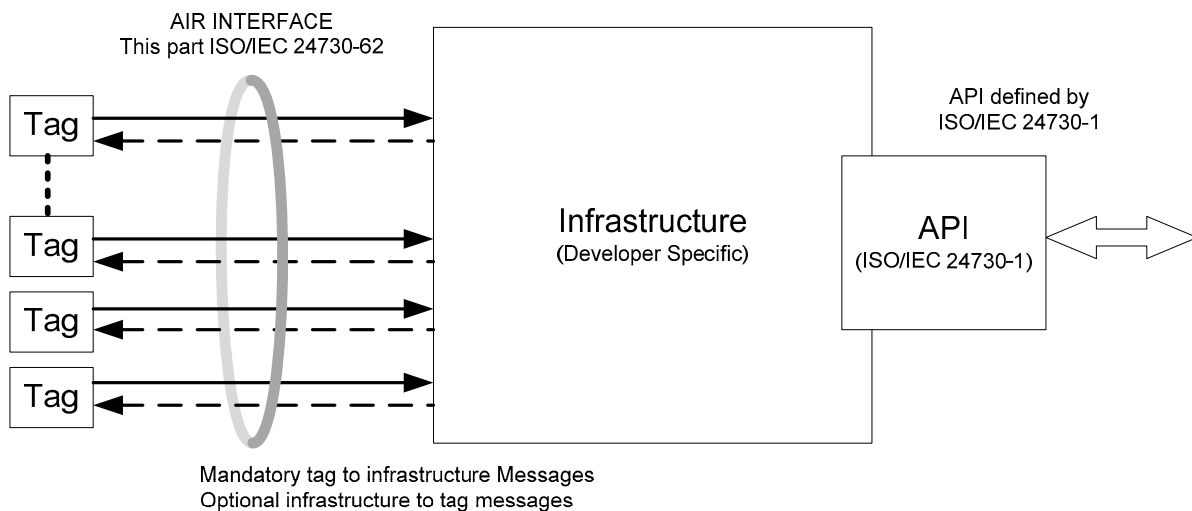 AIR INTERFACE
This part ISO/IEC 24730-62
API defined by
ISO/IEC 24730-1
Tag
Tag
Tag
Tag
Infrastructure
(Developer Specific)
API
(ISO/IEC 24730-1)
Mandatory tag to infrastructure Messages
Optional infrastructure to tag messages